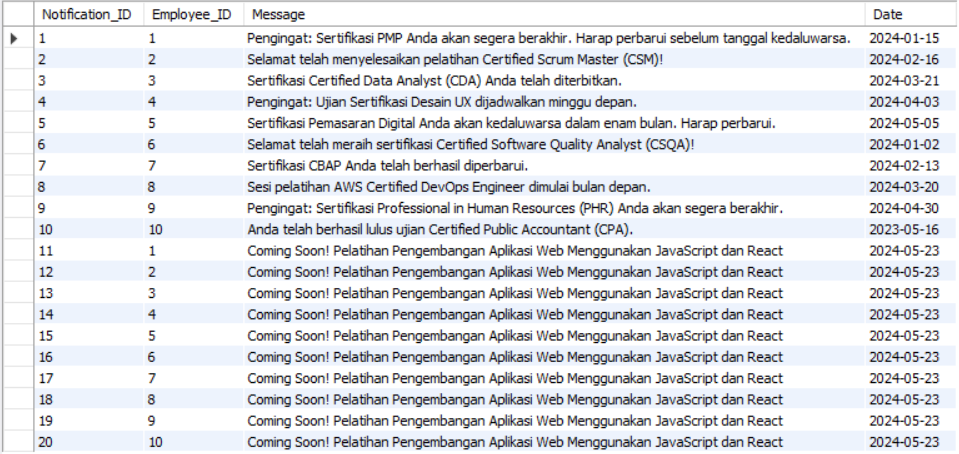 Notification_ID Employee_ID Message Date
1 1 Pengingat: Sertifikasi PMP Anda akan segera berakhir. Harap perbarui sebelum tanggal kedaluwarsa. 2024-01-15
2 2 Selamat telah menyelesaikan pelatihan Certified Scrum Master (CSM)! 2024-02-16
3 3 Sertifikasi Certified Data Analyst (CDA) Anda telah diterbitkan. 2024-03-21
4 4 Pengingat: Ujian Sertifikasi Desain UX dijadwalkan minggu depan. 2024-04-03
5 5 Sertifikasi Pemasaran Digital Anda akan kedaluwarsa dalam enam bulan. Harap perbarui. 2024-05-05
6 6 Selamat telah meraih sertifikasi Certified Software Quality Analyst (CSQA)! 2024-01-02
7 7 Sertifikasi CBAP Anda telah berhasil diperbarui. 2024-02-13
8 8 Sesi pelatihan AWS Certified DevOps Engineer dimulai bulan depan. 2024-03-20
9 9 Pengingat: Sertifikasi Professional in Human Resources (PHR) Anda akan segera berakhir. 2024-04-30
10 10 Anda telah berhasil lulus ujian Certified Public Accountant (CPA). 2023-05-16
11 1 Coming Soon! Pelatihan Pengembangan Aplikasi Web Menggunakan JavaScript dan React 2024-05-23
12 2 Coming Soon! Pelatihan Pengembangan Aplikasi Web Menggunakan JavaScript dan React 2024-05-23
13 3 Coming Soon! Pelatihan Pengembangan Aplikasi Web Menggunakan JavaScript dan React 2024-05-23
14 4 Coming Soon! Pelatihan Pengembangan Aplikasi Web Menggunakan JavaScript dan React 2024-05-23
15 5 Coming Soon! Pelatihan Pengembangan Aplikasi Web Menggunakan JavaScript dan React 2024-05-23
16 6 Coming Soon! Pelatihan Pengembangan Aplikasi Web Menggunakan JavaScript dan React 2024-05-23
17 7 Coming Soon! Pelatihan Pengembangan Aplikasi Web Menggunakan JavaScript dan React 2024-05-23
18 8 Coming Soon! Pelatihan Pengembangan Aplikasi Web Menggunakan JavaScript dan React 2024-05-23
19 9 Coming Soon! Pelatihan Pengembangan Aplikasi Web Menggunakan JavaScript dan React 2024-05-23
20 10 Coming Soon! Pelatihan Pengembangan Aplikasi Web Menggunakan JavaScript dan React 2024-05-23